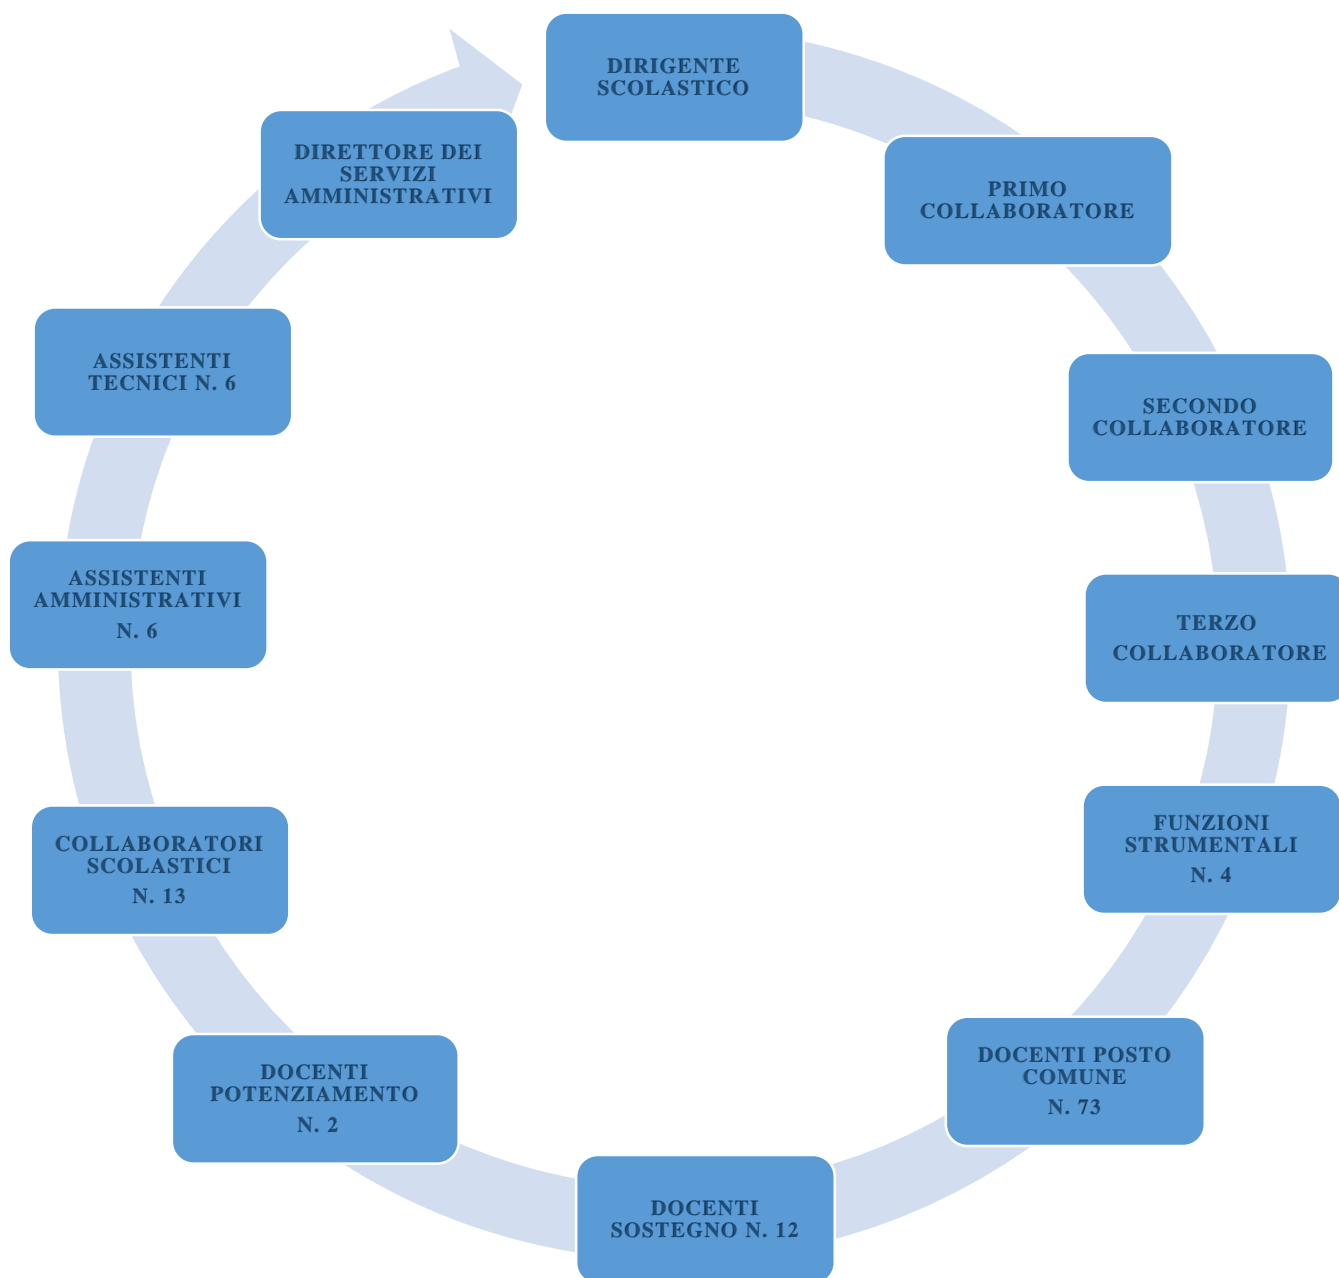 DIRIGENTE
SCOLASTICO
PRIMO
COLLABORATORE
SECONDO
COLLABORATORE
TERZO
COLLABORATORE
FUNZIONI
STRUMENTALI
N. 4
DOCENTI POSTO
COMUNE
N. 73
DOCENTI
SOSTEGNO N. 12
DOCENTI
POTENZIAMENTO
N. 2
COLLABORATORI
SCOLASTICI
N. 13
ASSISTENTI
AMMINISTRATIVI
N. 6
ASSISTENTI
TECNICI N. 6
DIRETTORE DEI
SERVIZI
AMMINISTRATIVI